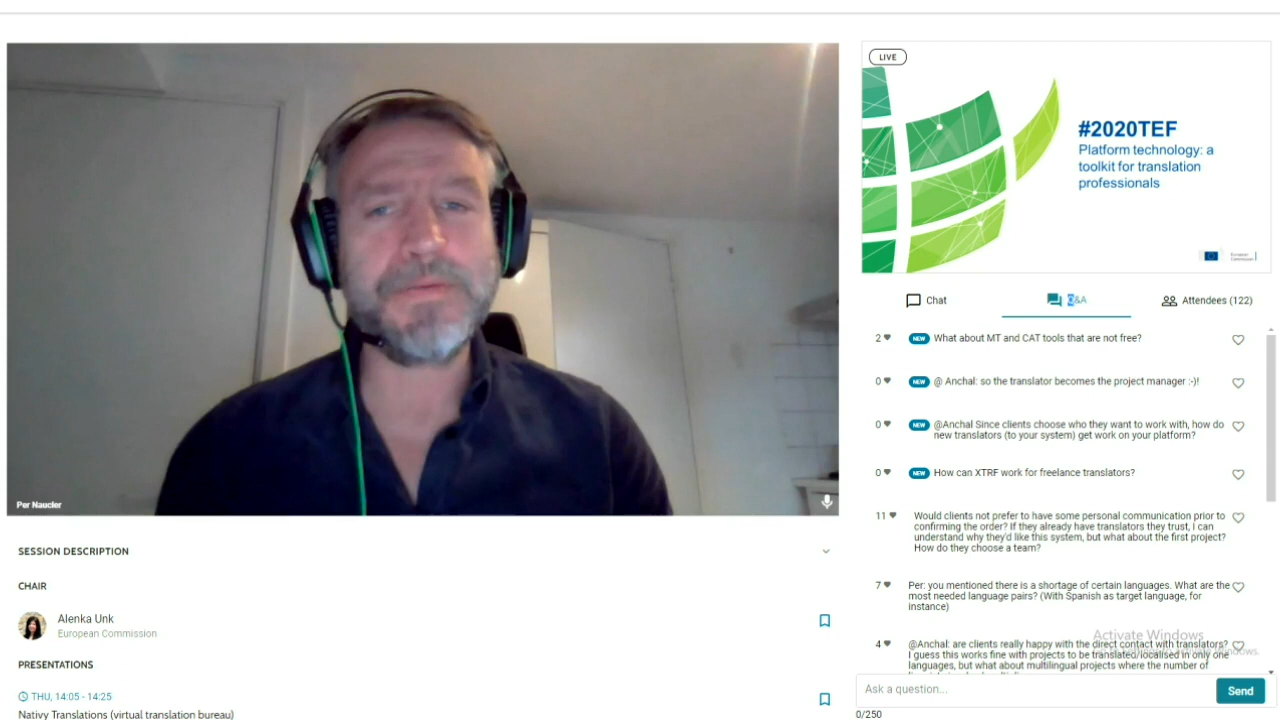 Per Naucler
SESSION DESCRIPTION
CHAIR
Alenka Unk
European Commission
PRESENTATIONS
THU, 14:05 - 14:25
Nativy Translations (virtual translation bureau)
LIVE
#2020TEF
Platform technology: a
toolkit for translation
professionals
European
Commission
Chat
Q&A
Attendees (122)
2
NEW What about MT and CAT tools that are not free?
0
NEW @ Anchal: so the translator becomes the project manager :-)!
0
NEW @Anchal Since clients choose who they want to work with, how do
new translators (to your system) get work on your platform?
0
NEW How can XTRF work for freelance translators?
11
Would clients not prefer to have some personal communication prior to
confirming the order? If they already have translators they trust, I can
understand why they'd like this system, but what about the first project?
How do they choose a team?
7
Per: you mentioned there is a shortage of certain languages. What are the
most needed language pairs? (With Spanish as target language, for
instance)
4
@Anchal: are clients really happy with the direct contact with translators?
I guess this works fine with projects to be translated/localised in only one
languages, but what about multilingual projects where the number of
Activate Windows
Windows.
Ask a question...
Send
0/250